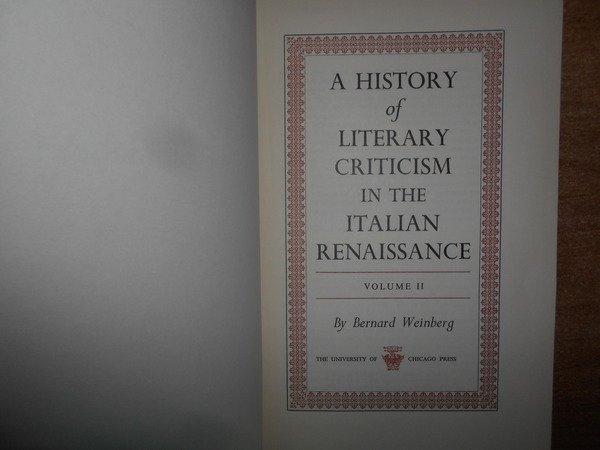 A HISTORY
of
LITERARY
CRITICISM
IN THE
ITALIAN
RENAISSANCE
VOLUME II
By Bernard Weinberg
THE UNIVERSITY OF CHICAGO PRESS